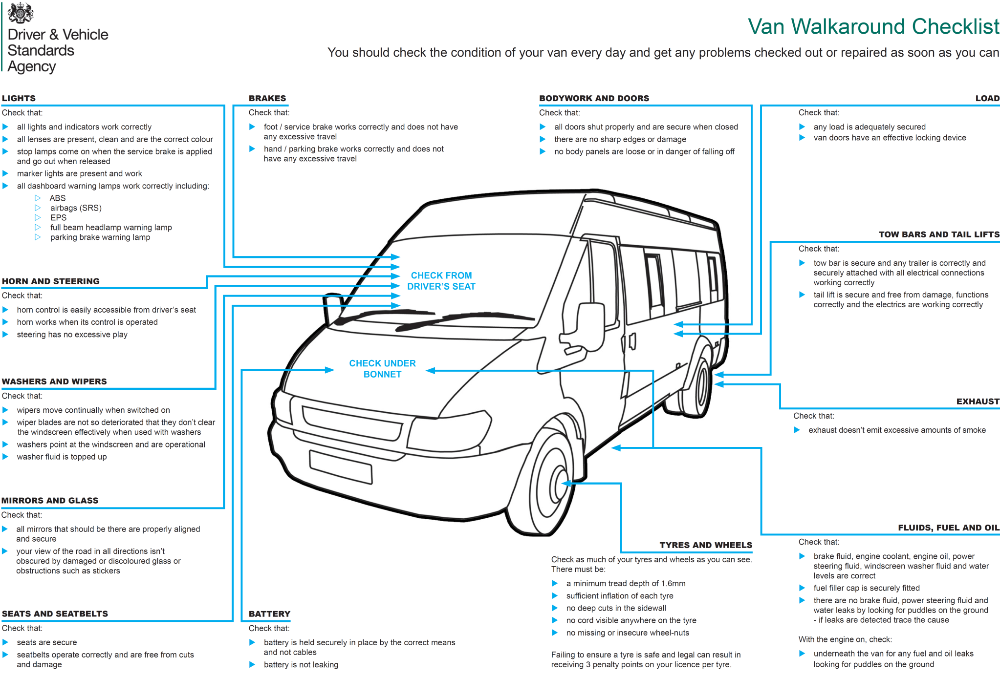 Driver & Vehicle
Standards
Agency
Van Walkaround Checklist
You should check the condition of your van every day and get any problems checked out or repaired as soon as you can
LIGHTS
Check that:
all lights and indicators work correctly
all lenses are present, clean and are the correct colour
stop lamps come on when the service brake is applied
and go out when released
marker lights are present and work
all dashboard warning lamps work correctly including:
ABS
airbags (SRS)
EPS
full beam headlamp warning lamp
parking brake warning lamp
HORN AND STEERING
Check that:
horn control is easily accessible from driver's seat
horn works when its control is operated
steering has no excessive play
WASHERS AND WIPERS
Check that:
wipers move continually when switched on
wiper blades are not so deteriorated that they don't clear
the windscreen effectively when used with washers
washers point at the windscreen and are operational
washer fluid is topped up
MIRRORS AND GLASS
Check that:
all mirrors that should be there are properly aligned
and secure
your view of the road in all directions isn't
obscured by damaged or discoloured glass or
obstructions such as stickers
SEATS AND SEATBELTS
Check that:
seats are secure
seatbelts operate correctly and are free from cuts
and damage
BRAKES
Check that:
foot / service brake works correctly and does not have
any excessive travel
hand / parking brake works correctly and does not
have any excessive travel
CHECK FROM
DRIVER'S SEAT
CHECK UNDER
BONNET
BATTERY
Check that:
battery is held securely in place by the correct means
and not cables
battery is not leaking
BODYWORK AND DOORS
Check that:
all doors shut properly and are secure when closed
there are no sharp edges or damage
no body panels are loose or in danger of falling off
TYRES AND WHEELS
Check as much of your tyres and wheels as you can see.
There must be:
a minimum tread depth of 1.6mm
sufficient inflation of each tyre
no deep cuts in the sidewall
no cord visible anywhere on the tyre
no missing or insecure wheel-nuts
Failing to ensure a tyre is safe and legal can result in
receiving 3 penalty points on your licence per tyre.
LOAD
Check that:
any load is adequately secured
van doors have an effective locking device
TOW BARS AND TAIL LIFTS
Check that:
tow bar is secure and any trailer is correctly and
securely attached with all electrical connections
working correctly
tail lift is secure and free from damage, functions
correctly and the electrics are working correctly
EXHAUST
Check that:
exhaust doesn't emit excessive amounts of smoke
FLUIDS, FUEL AND OIL
Check that:
brake fluid, engine coolant, engine oil, power
steering fluid, windscreen washer fluid and water
levels are correct
fuel filler cap is securely fitted
there are no brake fluid, power steering fluid and
water leaks by looking for puddles on the ground
- if leaks are detected trace the cause
With the engine on, check:
underneath the van for any fuel and oil leaks
looking for puddles on the ground